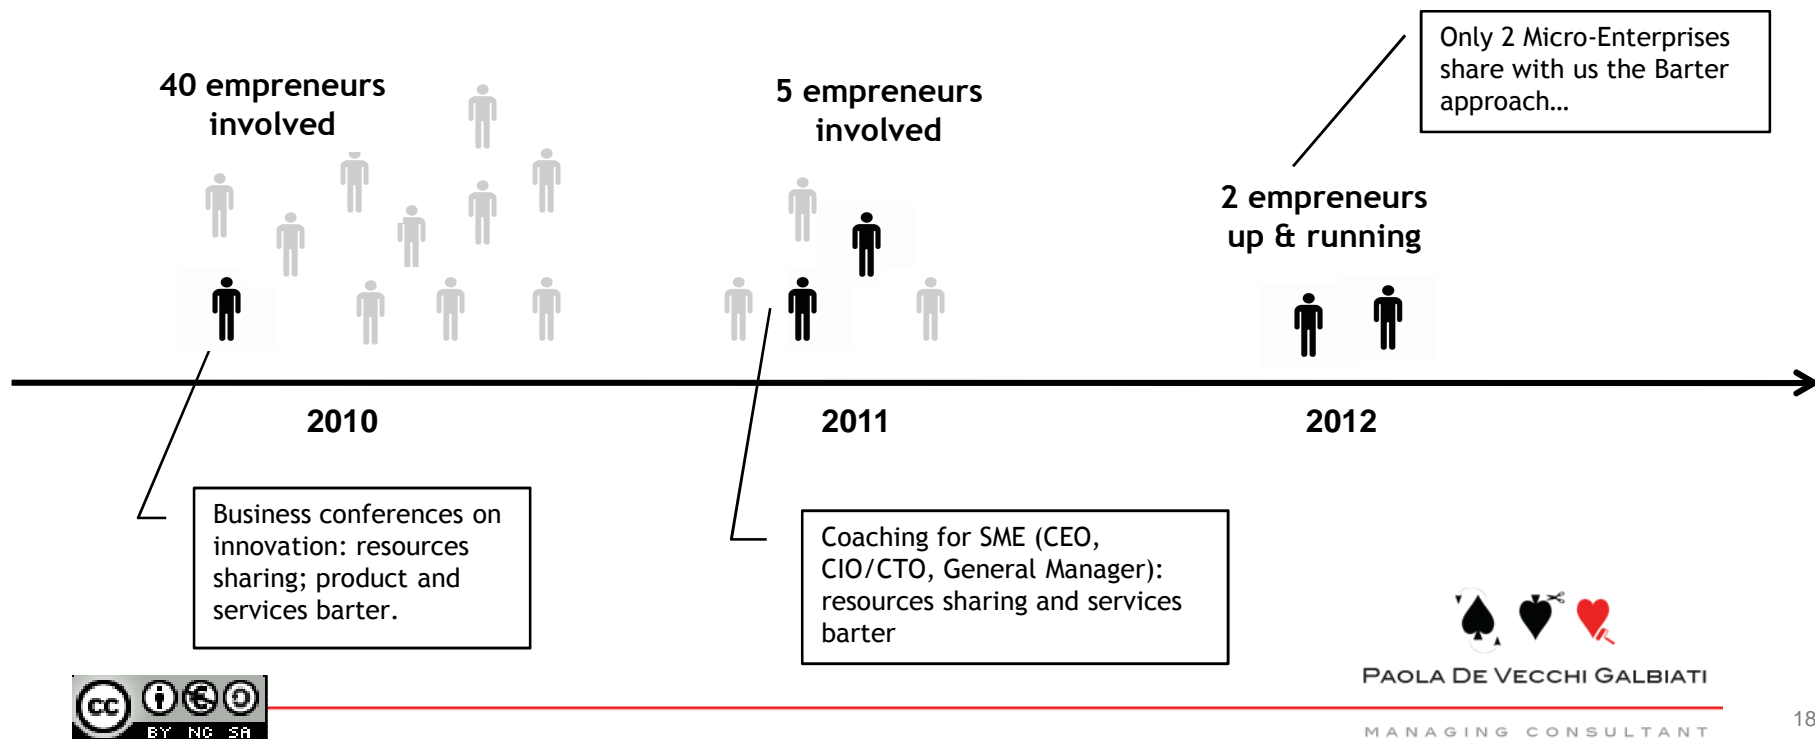 40 empreneurs
involved
5 empreneurs
involved
Only 2 Micro-Enterprises
share with us the Barter
approach…
2 empreneurs
up & running
2010
2011
2012
Business conferences on
innovation: resources
sharing; product and
services barter.
Coaching for SME (CEO,
CIO/CTO, General Manager):
resources sharing and services
barter
PAOLA DE VECCHI GALBIATI
MANAGING CONSULTANT
18
cc
BY NC SA